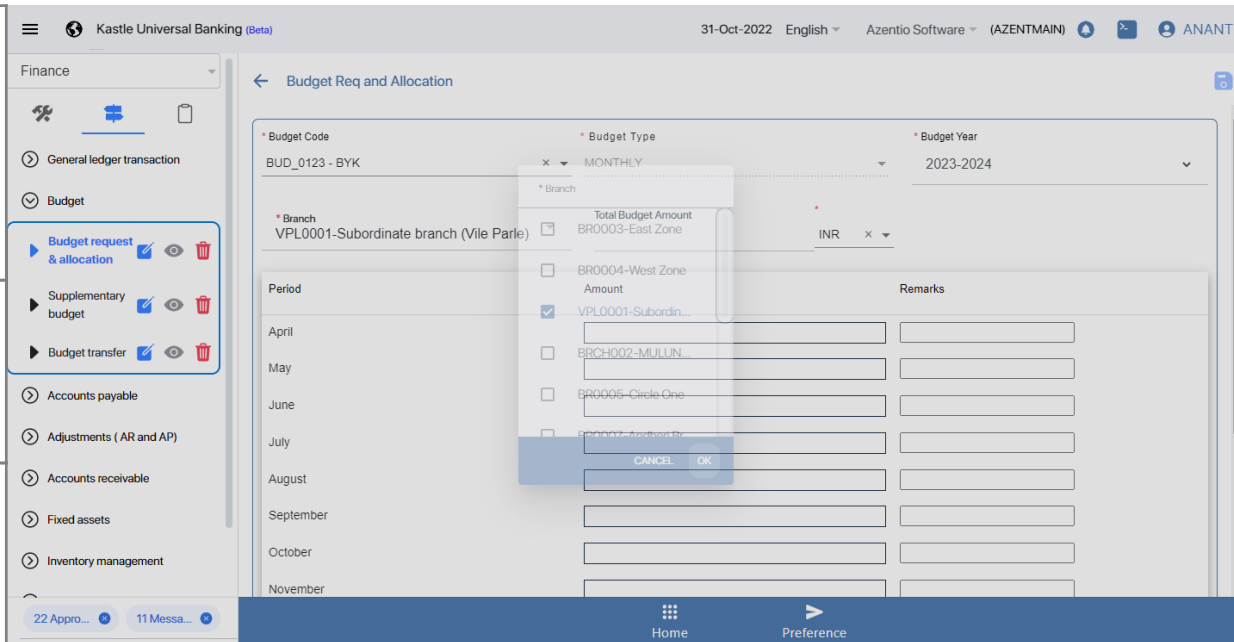 Kastle Universal Banking (Beta)
31-Oct-2022 English Azentio Software (AZENTMAIN) ANANT
Finance
Budget Req and Allocation
General ledger transaction
Budget
Budget request
& allocation
Supplementary
budget
Budget transfer
Accounts payable
Adjustments ( AR and AP)
Accounts receivable
Fixed assets
Inventory management
22 Appro...
11 Messa...
* Budget Code
* Budget Type
* Budget Year
BUD_0123 - BYK
MONTHLY
2023-2024
* Branch
VPL0001-Subordinate branch (Vile Parle)
Total Budget Amount
*
INR
* Branch
BR0003-East Zone
BR0004-West Zone
VPL0001-Subordin...
BRCH002-MULUN...
BR0005-Circle One
BR0007-Andheri Br...
CANCEL OK
Period
Amount
Remarks
April
May
June
July
August
September
October
November
Home
Preference